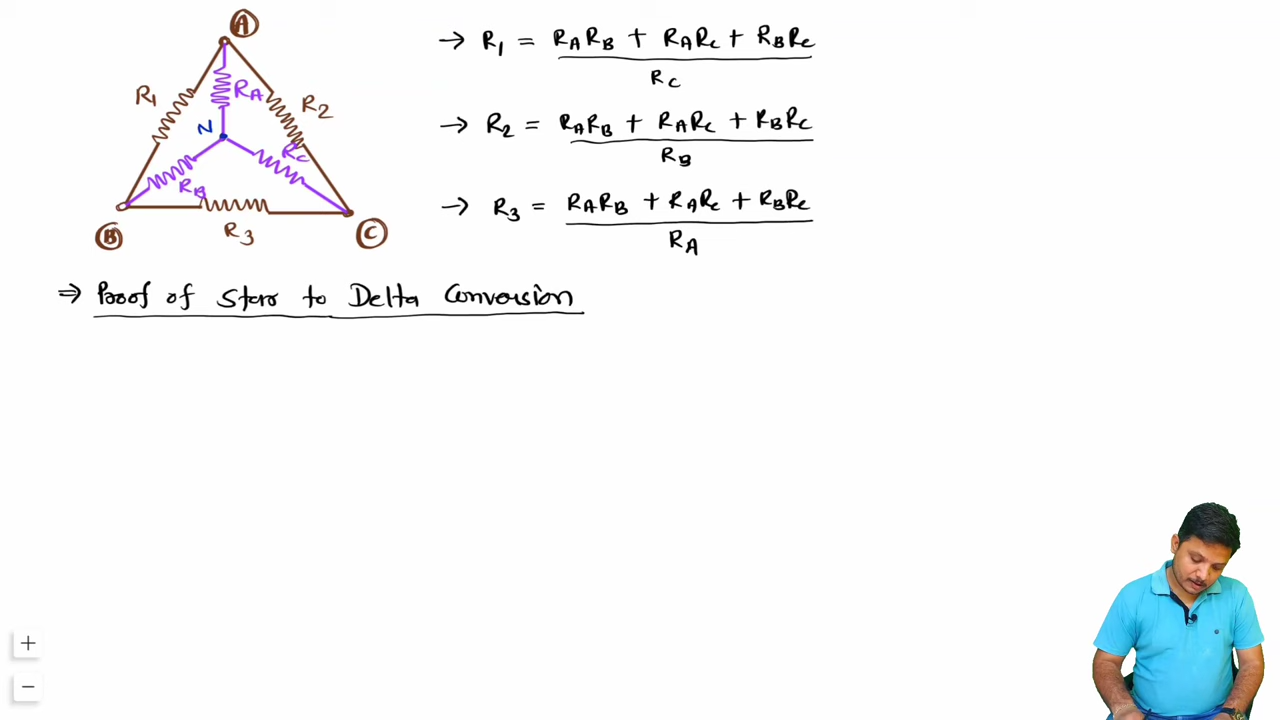 A
R1
RA
R2
N
RC
RB
R3
B
C
→ R1 = RARB + RARC + RBRC
RC
→ R2 = RARB + RARC + RBRC
RB
→ R3 = RARB + RARC + RBRC
RA
⇒ Proof of Star to Delta Conversion
+
−